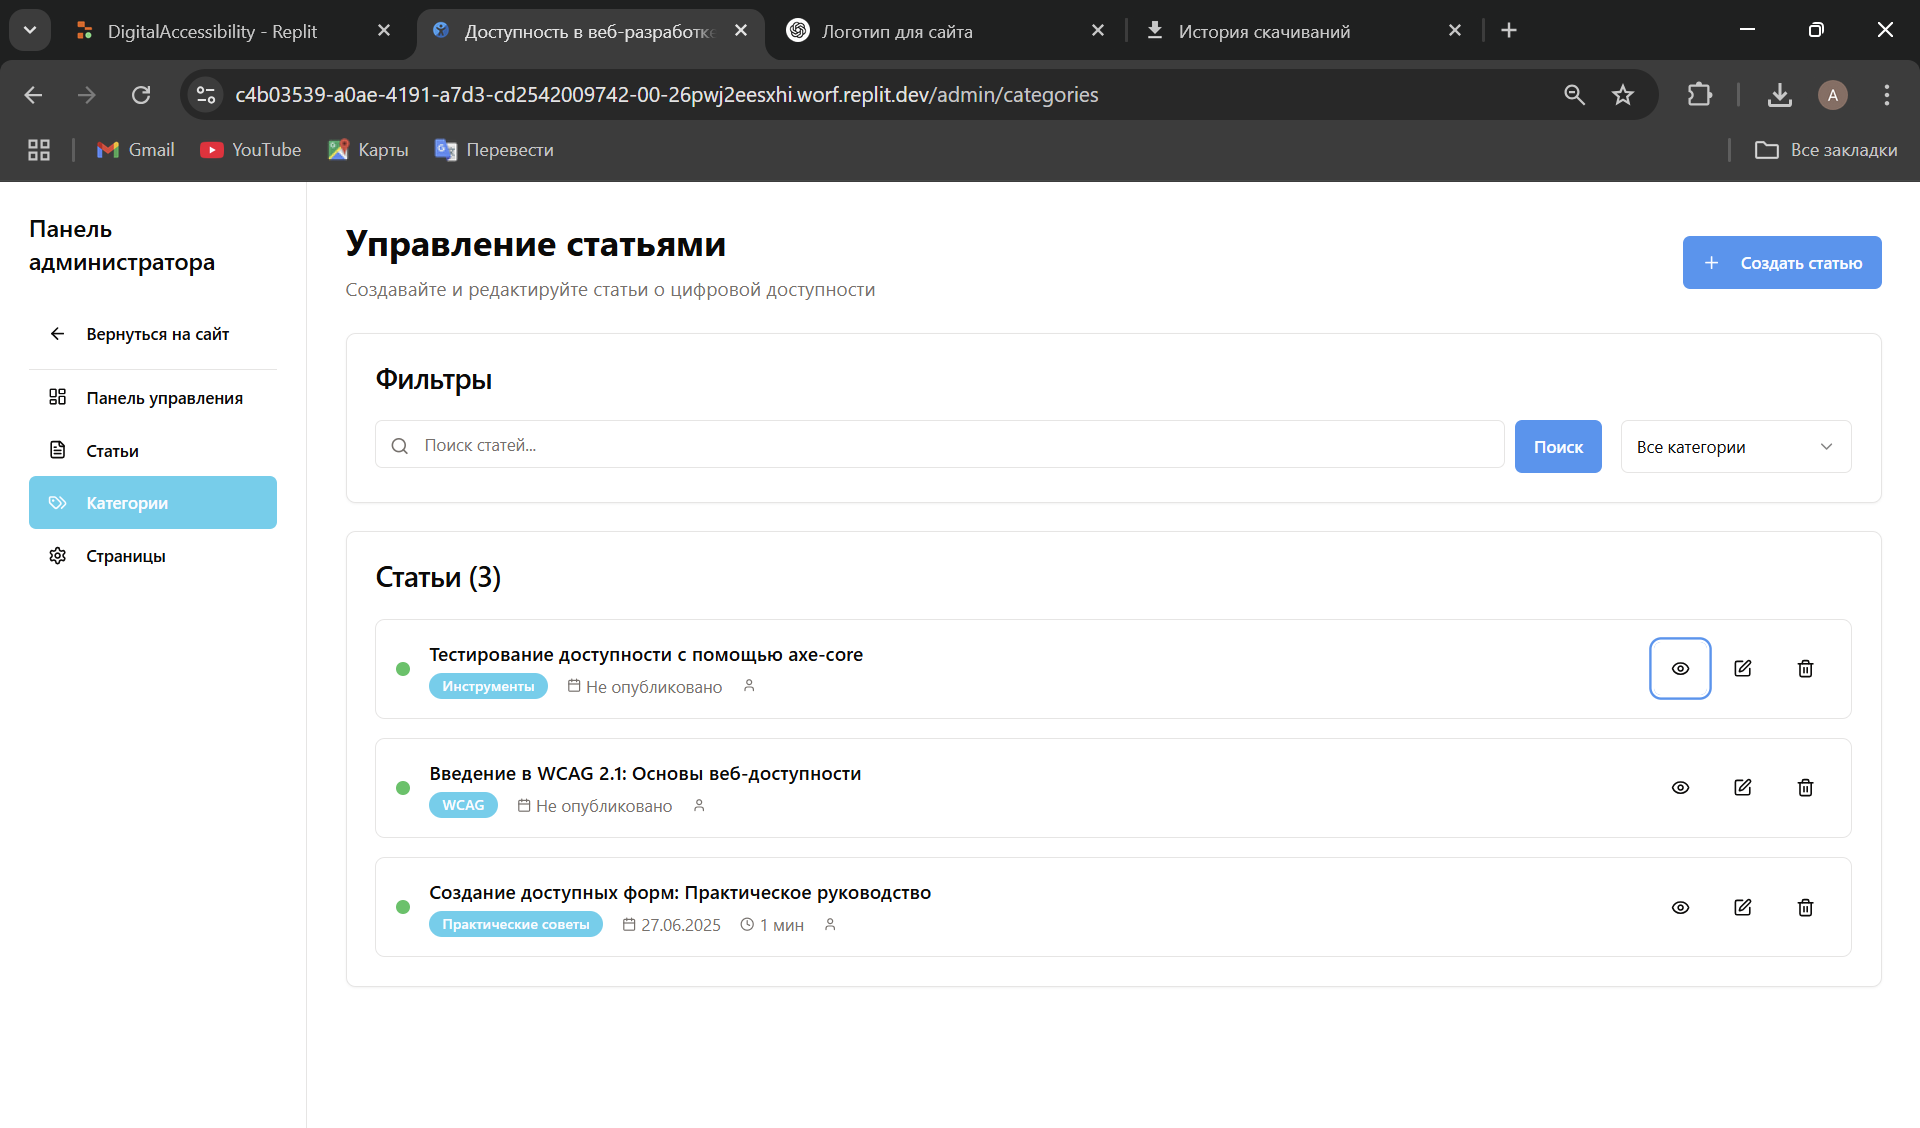 DigitalAccessibility - Replit
Доступность в веб-разработке
Логотип для сайта
История скачиваний
c4b03539-a0ae-4191-a7d3-cd2542009742-00-26pwj2eesxhi.worf.replit.dev/admin/categories
A
Gmail
YouTube
Карты
Перевести
Все закладки
Панель
администратора
Вернуться на сайт
Панель управления
Статьи
Категории
Страницы
Управление статьями
Создавайте и редактируйте статьи о цифровой доступности
Создать статью
Фильтры
Поиск статей...
Поиск
Все категории
Статьи (3)
Тестирование доступности с помощью axe-core
Инструменты
Не опубликовано
Введение в WCAG 2.1: Основы веб-доступности
WCAG
Не опубликовано
Создание доступных форм: Практическое руководство
Практические советы
27.06.2025
1 мин